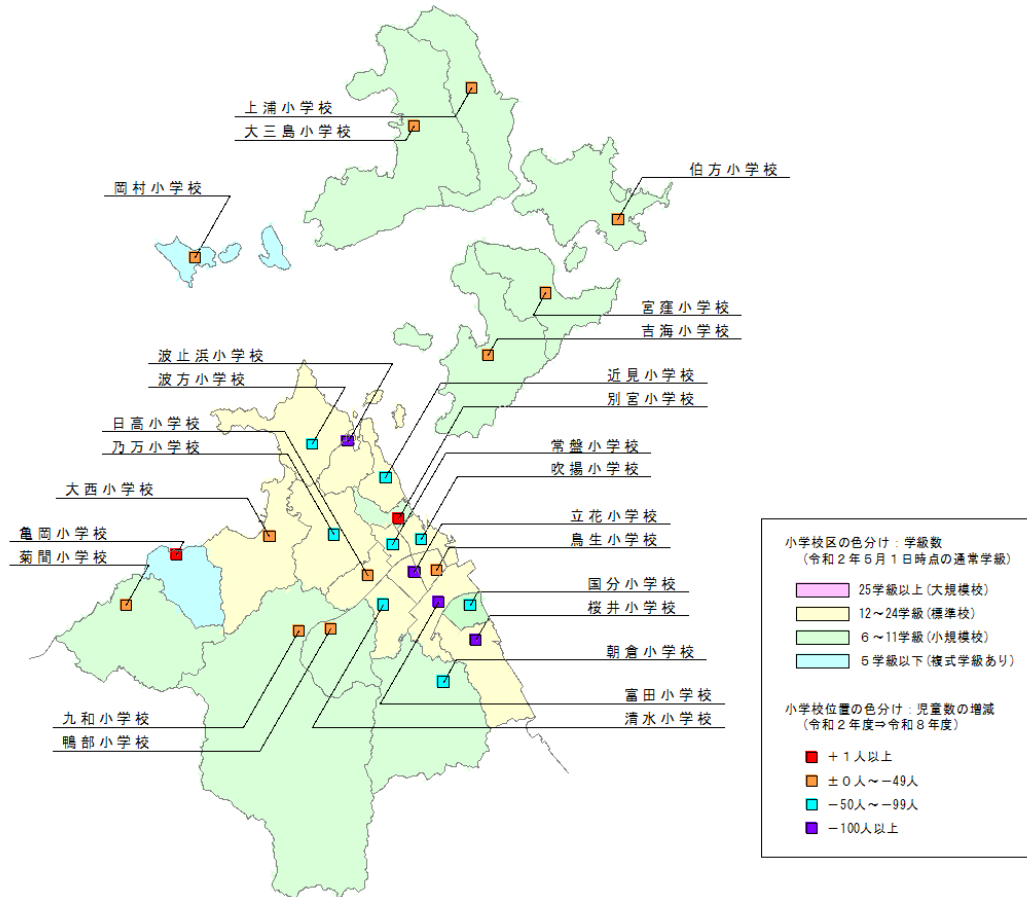 上浦小学校
大三島小学校
伯方小学校
岡村小学校
宮窪小学校
吉海小学校
波止浜小学校
波方小学校
近見小学校
別宮小学校
日高小学校
乃万小学校
常盤小学校
吹揚小学校
大西小学校
立花小学校
鳥生小学校
亀岡小学校
菊間小学校
国分小学校
桜井小学校
朝倉小学校
富田小学校
清水小学校
九和小学校
鴨部小学校
小学校区の色分け：学級数
（令和２年５月１日時点の通常学級）
25学級以上(大規模校)
12～24学級(標準校)
６～11学級(小規模校)
５学級以下(複式学級あり)
小学校位置の色分け：児童数の増減
（令和２年度⇒令和８年度）
＋１人以上
±０人～－49人
－50人～－99人
－100人以上